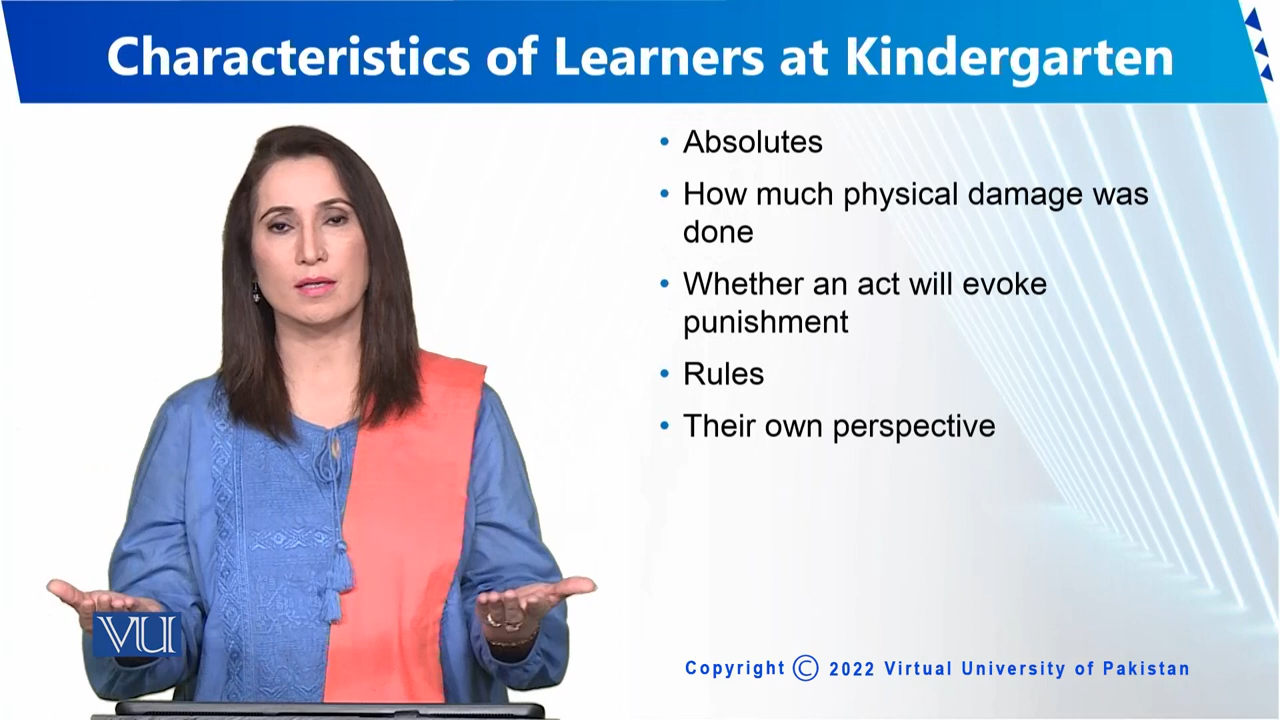 Characteristics of Learners at Kindergarten
• Absolutes
• How much physical damage was
done
• Whether an act will evoke
punishment
• Rules
• Their own perspective
VU
Copyright © 2022 Virtual University of Pakistan